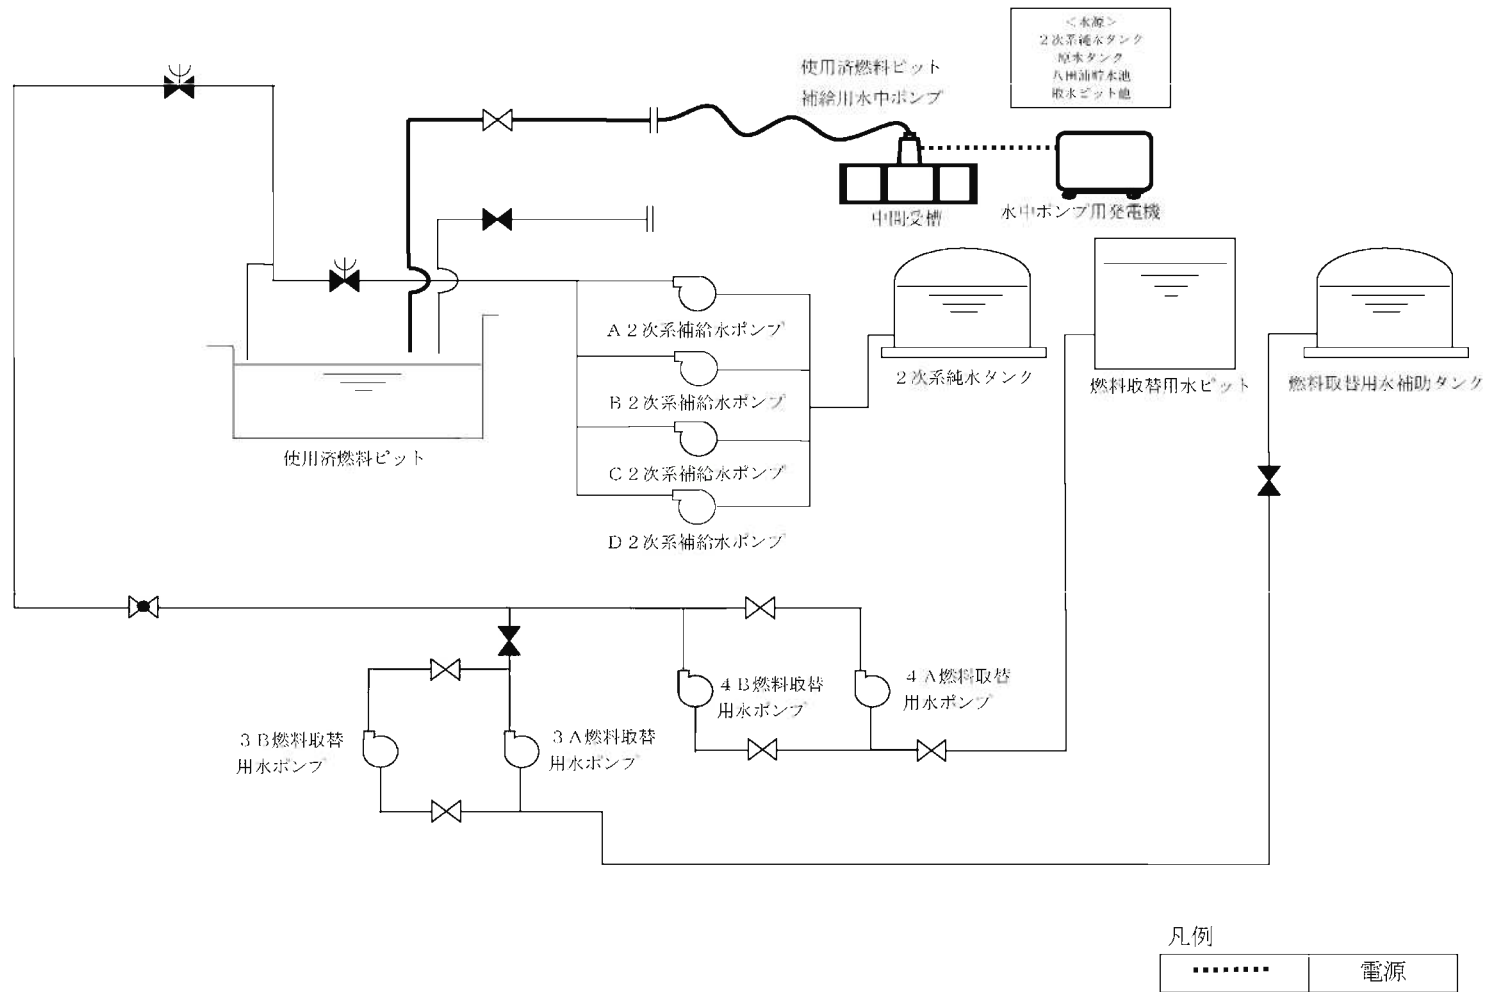 ＜水源＞
２次系純水タンク
原水タンク
八田浦貯水池
取水ピット他
使用済燃料ピット
補給用水中ポンプ
中間受槽
水中ポンプ用発電機
A２次系補給水ポンプ
B２次系補給水ポンプ
C２次系補給水ポンプ
D２次系補給水ポンプ
２次系純水タンク
燃料取替用水ピット
燃料取替用水補助タンク
使用済燃料ピット
４B燃料取替
用水ポンプ
４A燃料取替
用水ポンプ
３B燃料取替
用水ポンプ
３A燃料取替
用水ポンプ
凡例
電源